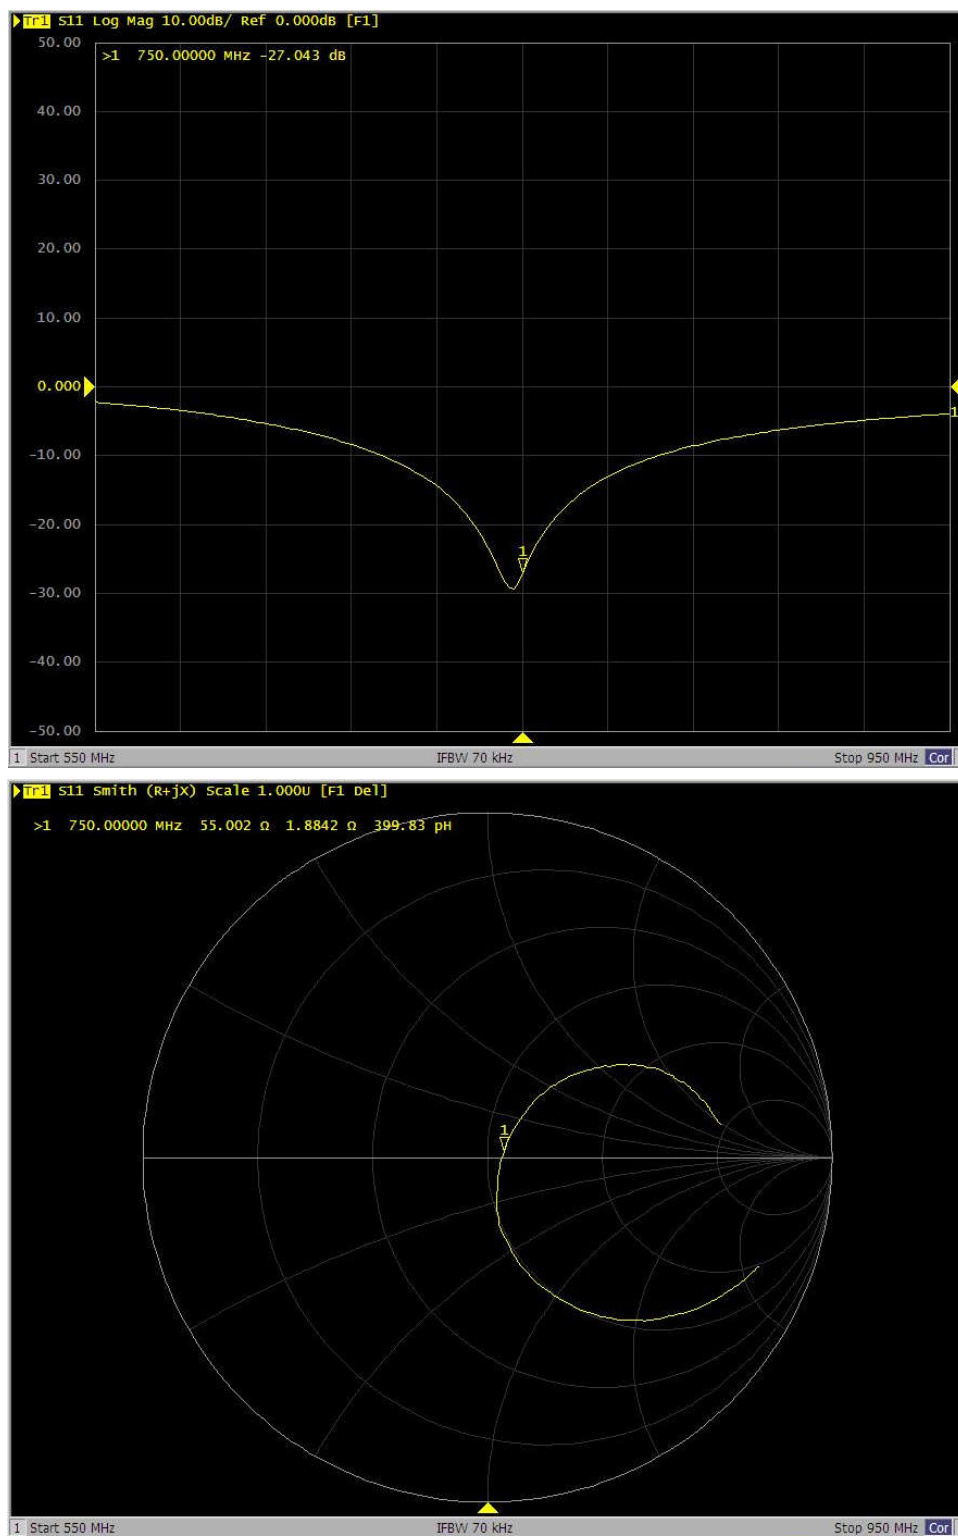 Tr1 S11 Log Mag 10.00dB/ Ref 0.000dB [F1]
50.00
>1 750.00000 MHz -27.043 dB
40.00
30.00
20.00
10.00
0.000
1
-10.00
-20.00
1
-30.00
-40.00
-50.00
1 Start 550 MHz IFBW 70 kHz Stop 950 MHz Cor
Tr1 S11 Smith (R+jX) Scale 1.000U [F1 Del]
>1 750.00000 MHz 55.002 Ω 1.8842 Ω 399.83 pH
1
1 Start 550 MHz IFBW 70 kHz Stop 950 MHz Cor